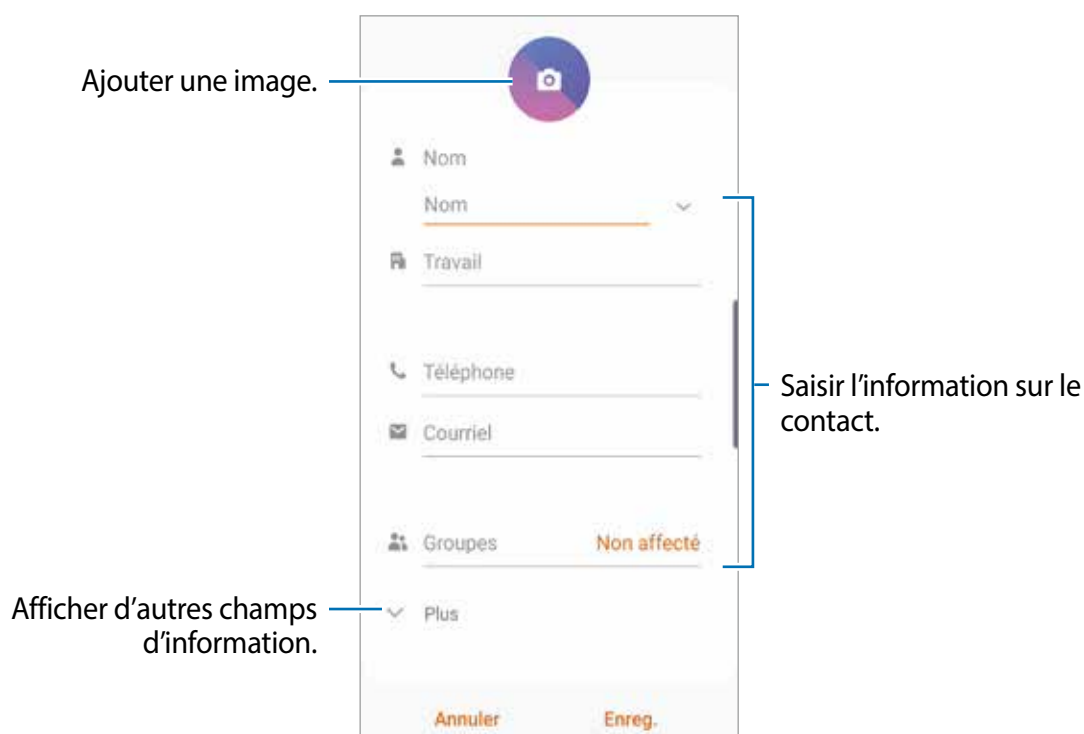 Ajouter une image.
Nom
Nom
Travail
Téléphone
Courriel
Saisir l’information sur le
contact.
Groupes Non affecté
Afficher d’autres champs
d’information.
Plus
Annuler Enreg.